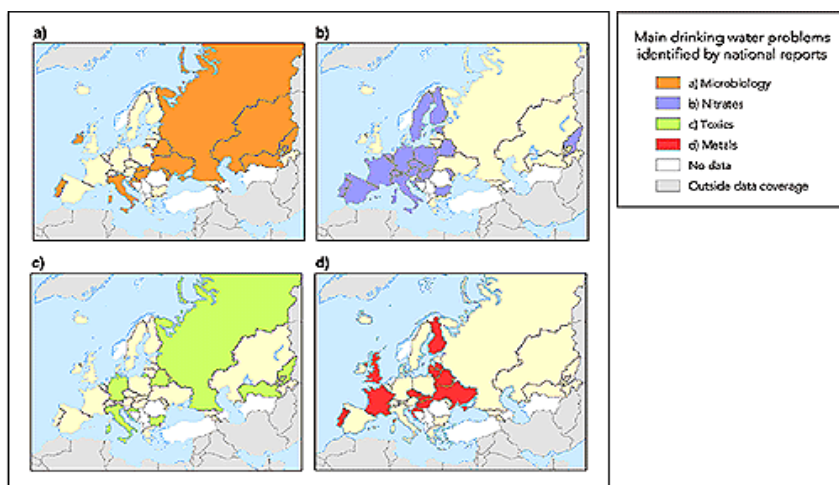 a)
b)
c)
d)
Main drinking water problems
identified by national reports
a) Microbiology
b) Nitrates
c) Toxics
d) Metals
No data
Outside data coverage